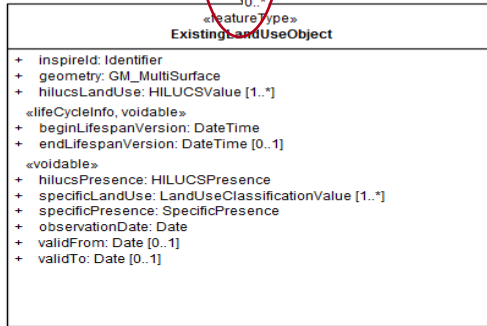 0..*
«featureType»
ExistingLandUseObject
+ inspireId: Identifier
+ geometry: GM_MultiSurface
+ hilucsLandUse: HILUCSValue [1..*]
«lifeCycleInfo, voidable»
+ beginLifespanVersion: DateTime
+ endLifespanVersion: DateTime [0..1]
«voidable»
+ hilucsPresence: HILUCSPresence
+ specificLandUse: LandUseClassificationValue [1..*]
+ specificPresence: SpecificPresence
+ observationDate: Date
+ validFrom: Date [0..1]
+ validTo: Date [0..1]